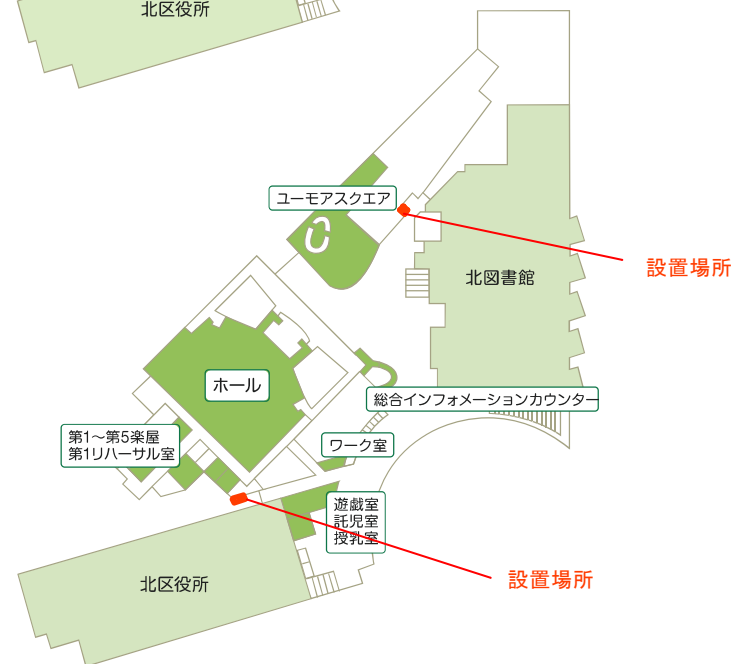 北区役所
ユーモアスクエア
設置場所
北図書館
ホール
総合インフォメーションカウンター
第1〜第5楽屋
第1リハーサル室
ワーク室
遊戯室
託児室
授乳室
設置場所
北区役所